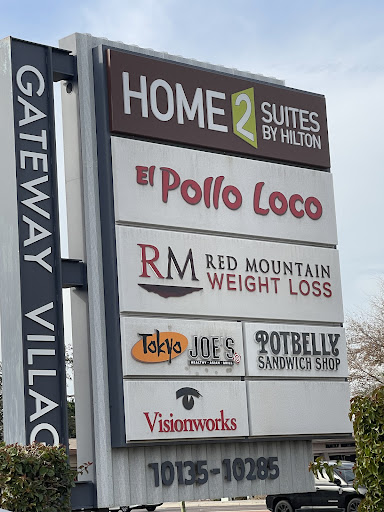 GATEWAY VILLAG
HOME 2 SUITES
BY HILTON
El Pollo Loco
RM RED MOUNTAIN
WEIGHT LOSS
Tokyo JOE'S
POTBELLY
SANDWICH SHOP
Visionworks
10135-10285